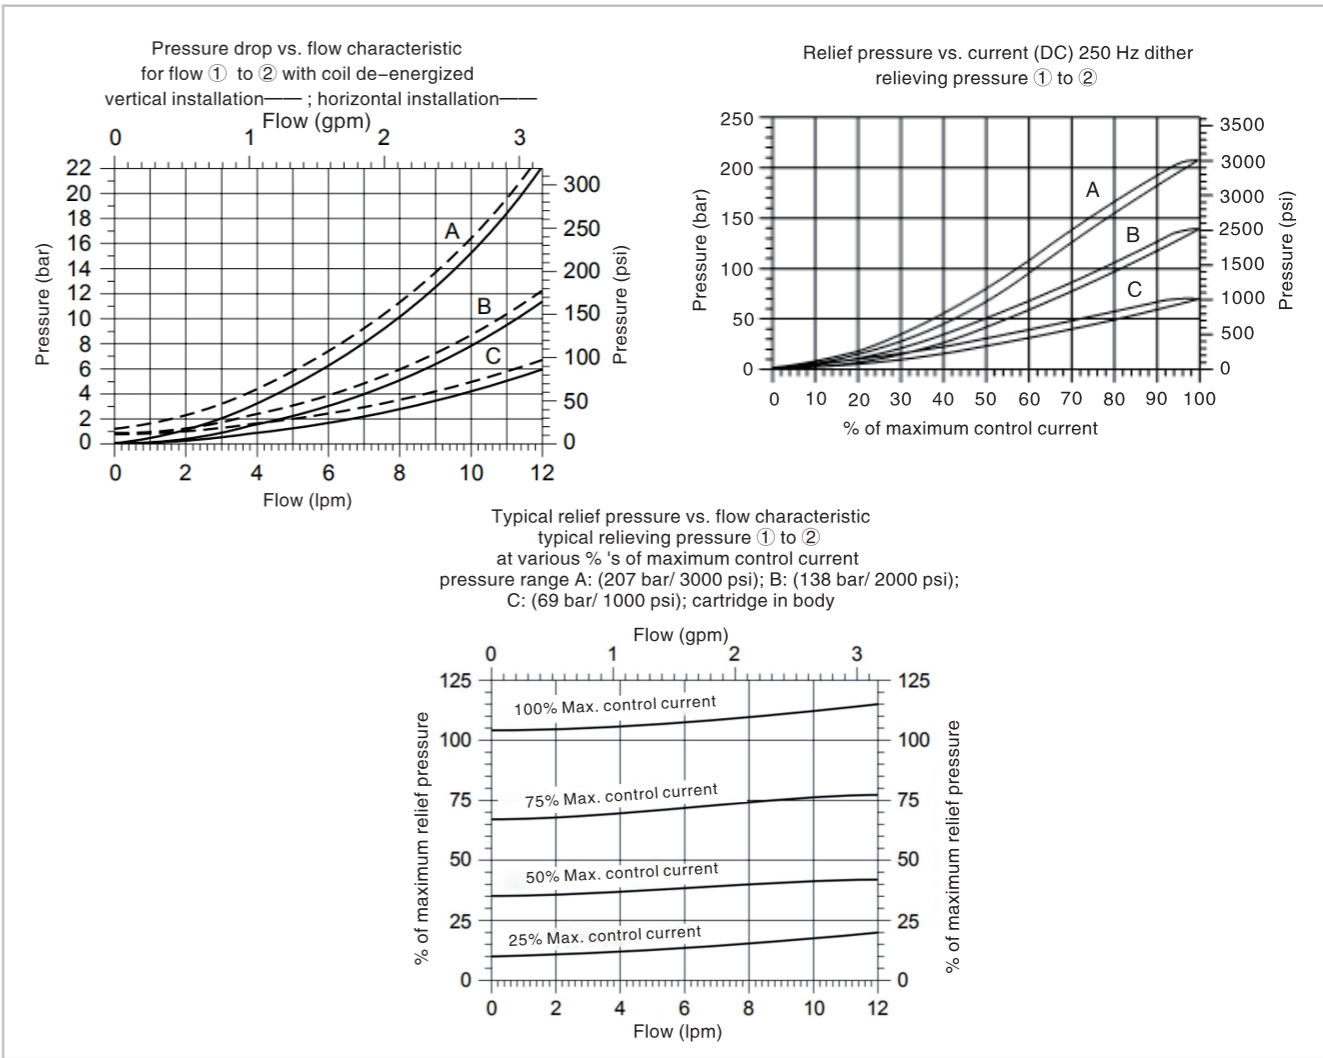 Pressure drop vs. flow characteristic
for flow ① to ② with coil de–energized
vertical installation—— ; horizontal installation——
Flow (gpm)
0 1 2 3
22
20
18
16
14
12
10
8
6
4
2
0
Pressure (bar)
A
B
C
300
250
200
150
100
50
0
Pressure (psi)
0 2 4 6 8 10 12
Flow (lpm)
Relief pressure vs. current (DC) 250 Hz dither
relieving pressure ① to ②
250
200
150
100
50
0
Pressure (bar)
A
B
C
3500
3000
3000
2500
1500
1000
500
0
Pressure (psi)
0 10 20 30 40 50 60 70 80 90 100
% of maximum control current
Typical relief pressure vs. flow characteristic
typical relieving pressure ① to ②
at various % 's of maximum control current
pressure range A: (207 bar/ 3000 psi); B: (138 bar/ 2000 psi);
C: (69 bar/ 1000 psi); cartridge in body
Flow (gpm)
0 1 2 3
125
100
75
50
25
0
% of maximum relief pressure
100% Max. control current
75% Max. control current
50% Max. control current
25% Max. control current
125
100
75
50
25
0
% of maximum relief pressure
0 2 4 6 8 10 12
Flow (lpm)